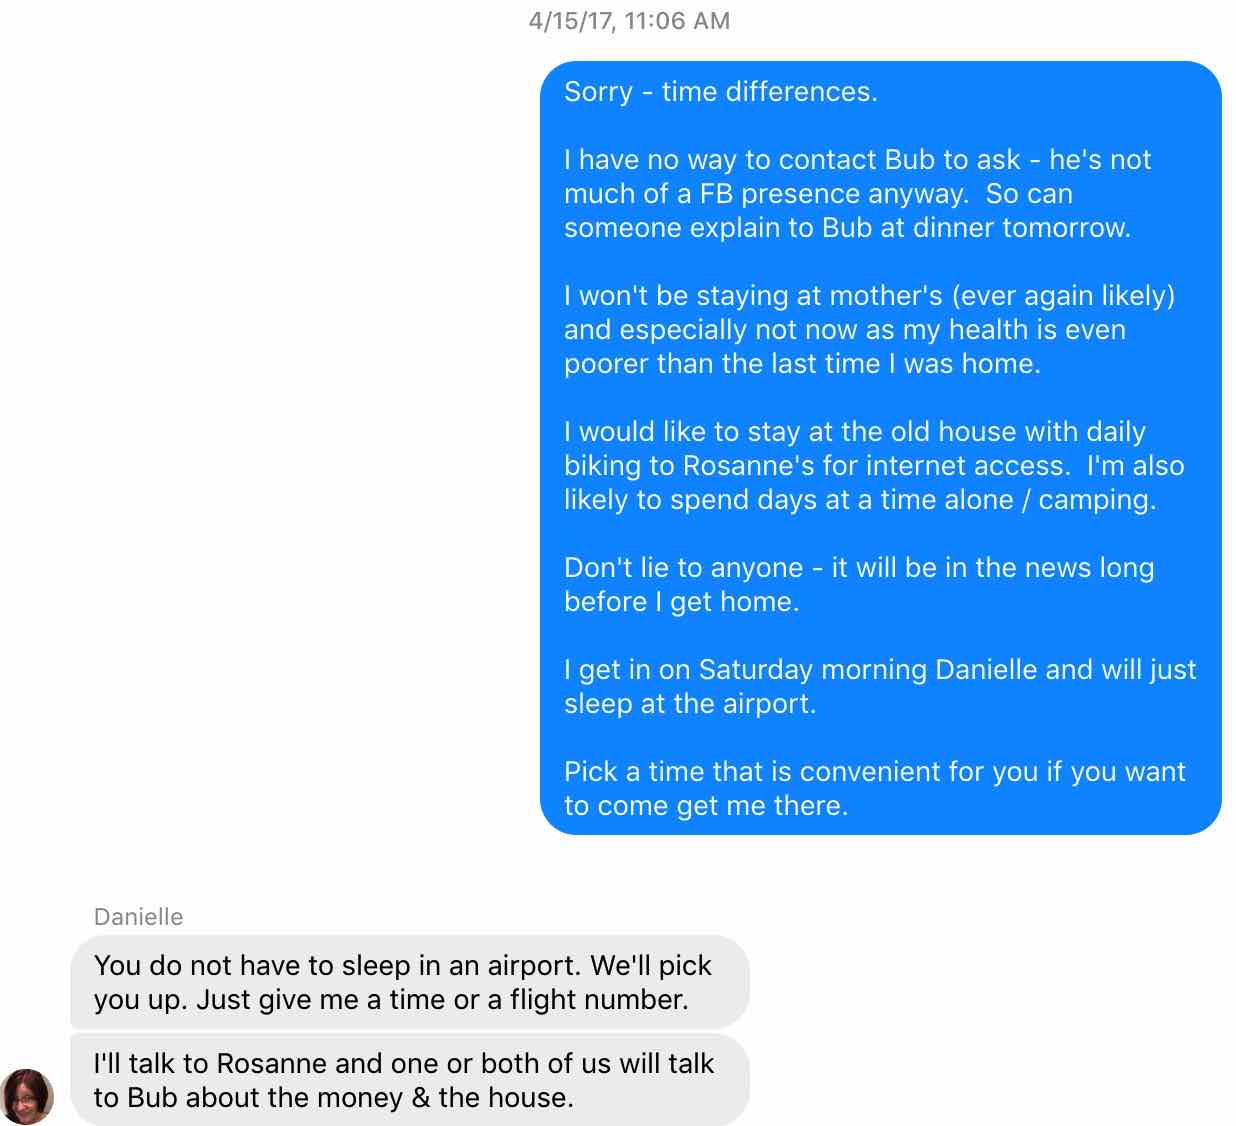 4/15/17, 11:06 AM
Sorry - time differences.
I have no way to contact Bub to ask - he's not
much of a FB presence anyway.  So can
someone explain to Bub at dinner tomorrow.
I won't be staying at mother's (ever again likely)
and especially not now as my health is even
poorer than the last time I was home.
I would like to stay at the old house with daily
biking to Rosanne's for internet access.  I'm also
likely to spend days at a time alone / camping.
Don't lie to anyone - it will be in the news long
before I get home.
I get in on Saturday morning Danielle and will just
sleep at the airport.
Pick a time that is convenient for you if you want
to come get me there.
Danielle
You do not have to sleep in an airport. We'll pick
you up. Just give me a time or a flight number.
I'll talk to Rosanne and one or both of us will talk
to Bub about the money & the house.